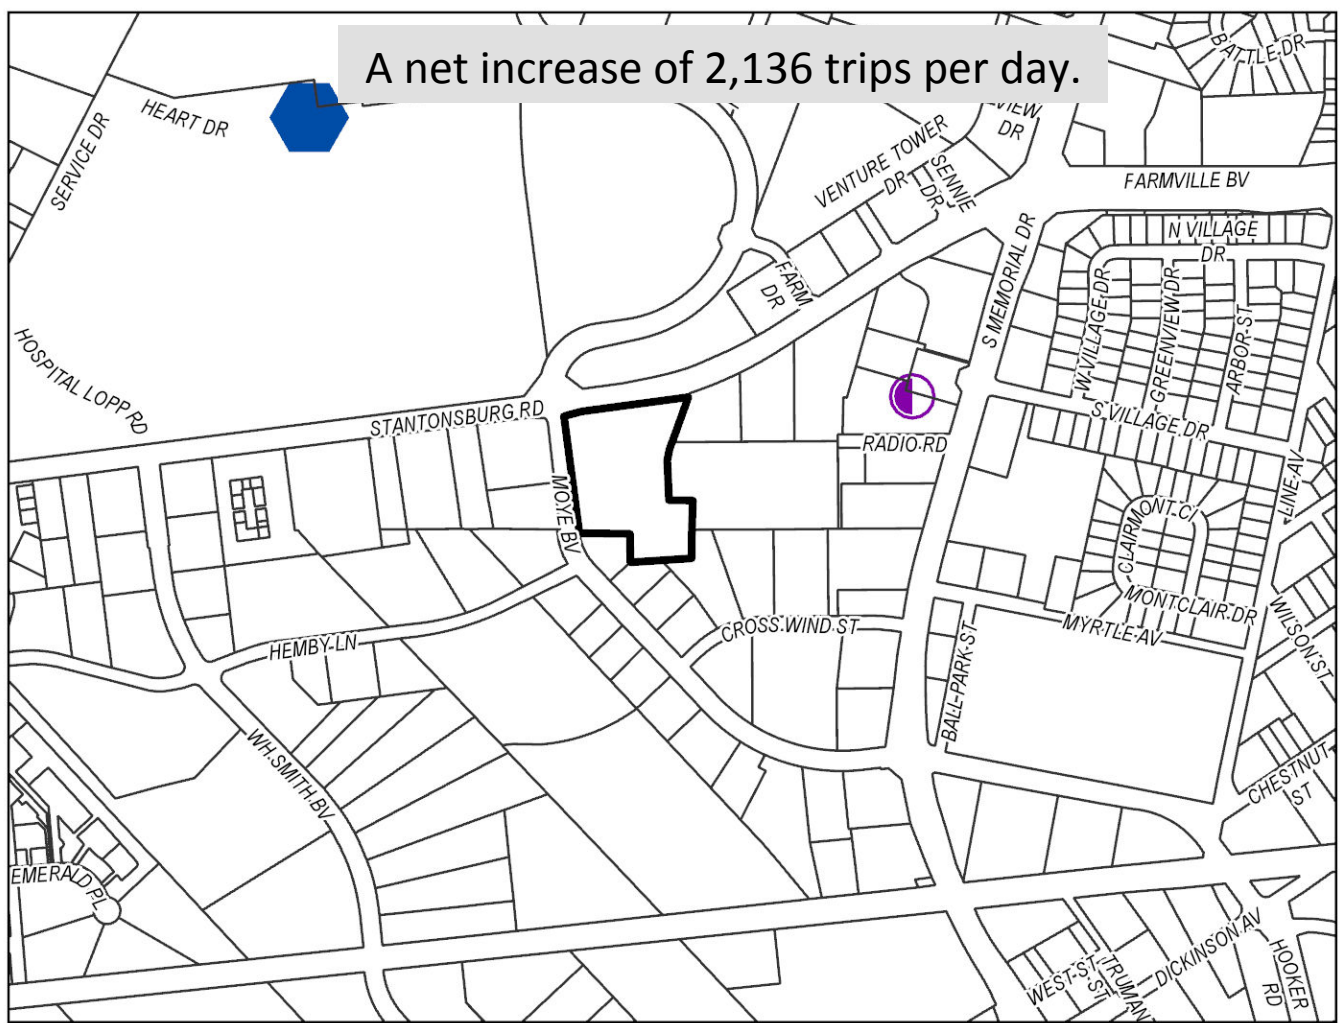 A net increase of 2,136 trips per day.
BATTLE DR
HEART DR
SERVICE DR
VIEW
DR
VENTURE TOWER
DR
SENNIE
DR
FARMVILLE BV
N VILLAGE
DR
FARM
DR
S MEMORIAL DR
W VILLAGE DR
GREENVIEW DR
ARBOR ST
HOSPITAL LOPP RD
STANTONSBURG RD
S VILLAGE DR
RADIO RD
LINE AV
MOYE BV
CLAIRMONT CI
MONTCLAIR DR
WILSON ST
HEMBY LN
CROSS WIND ST
MYRTLE AV
BALL PARK ST
WH SMITH BV
CHESTNUT
ST
EMERALD PL
DICKINSON AV
WEST ST
TRUMAN
ST
HOOKER
RD